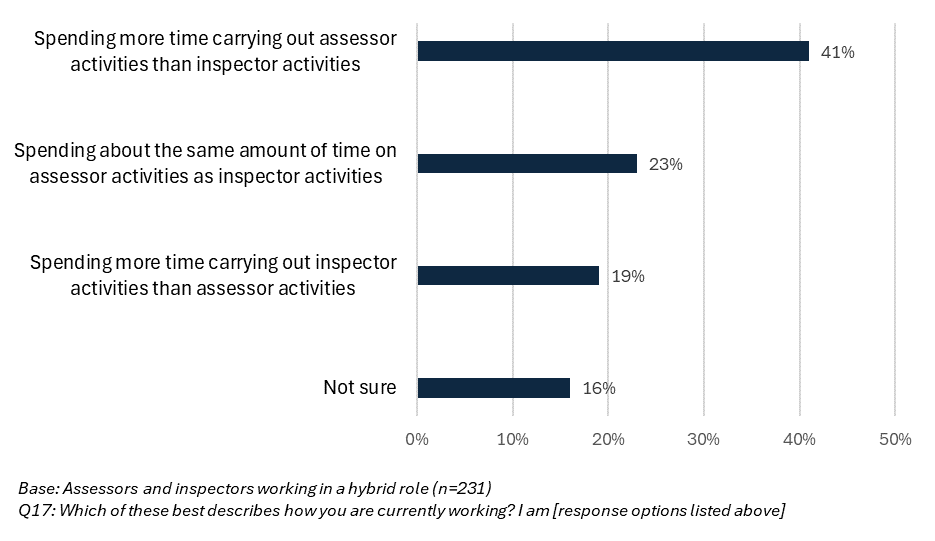 Spending more time carrying out assessor
activities than inspector activities
41%
Spending about the same amount of time on
assessor activities as inspector activities
23%
Spending more time carrying out inspector
activities than assessor activities
19%
Not sure
16%
0% 10% 20% 30% 40% 50%
Base: Assessors and inspectors working in a hybrid role (n=231)
Q17: Which of these best describes how you are currently working? I am [response options listed above]